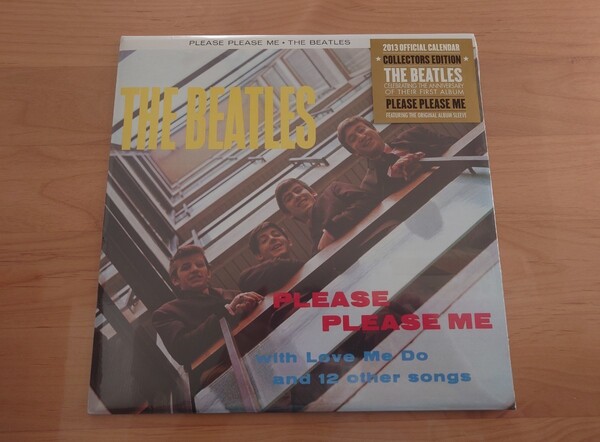 PLEASE PLEASE ME • THE BEATLES
2013 OFFICIAL CALENDAR
COLLECTORS EDITION
THE BEATLES
CELEBRATING THE ANNIVERSARY
OF THEIR FIRST ALBUM
PLEASE PLEASE ME
FEATURING THE ORIGINAL ALBUM SLEEVE
THE BEATLES
PLEASE
PLEASE ME
with Love Me Do
and 12 other songs